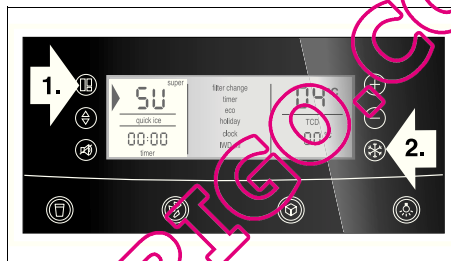 1.
super
SU
quick ice
00:00
timer
filter change
timer
eco
holiday
clock
TCD
2.